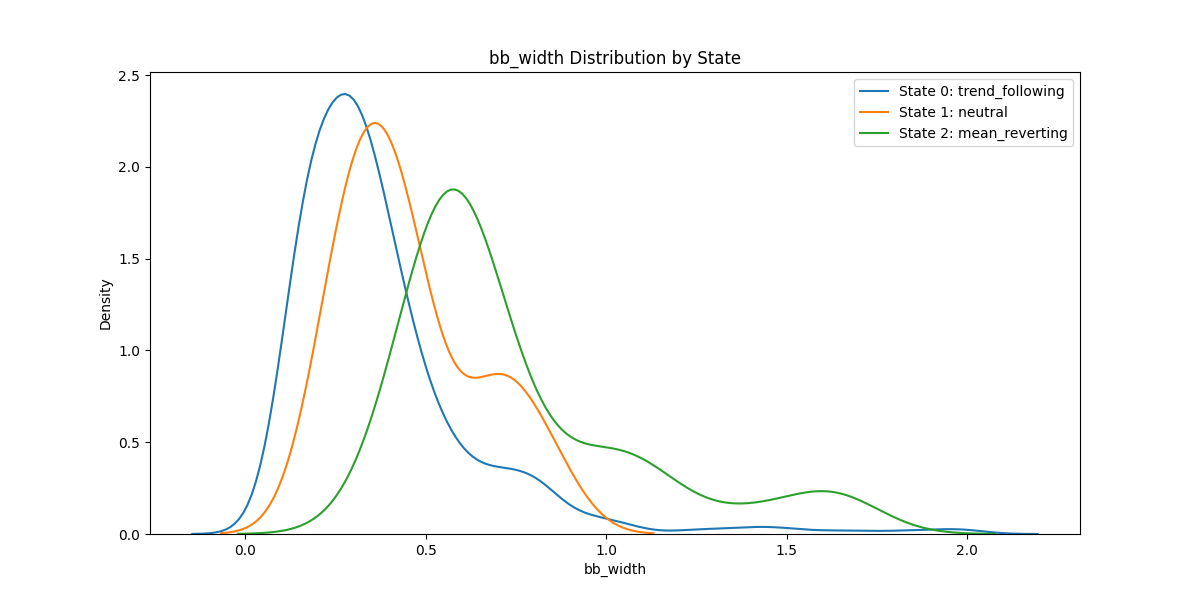 bb_width Distribution by State
State 0: trend_following
State 1: neutral
State 2: mean_reverting
Density
2.5
2.0
1.5
1.0
0.5
0.0
0.0 0.5 1.0 1.5 2.0
bb_width